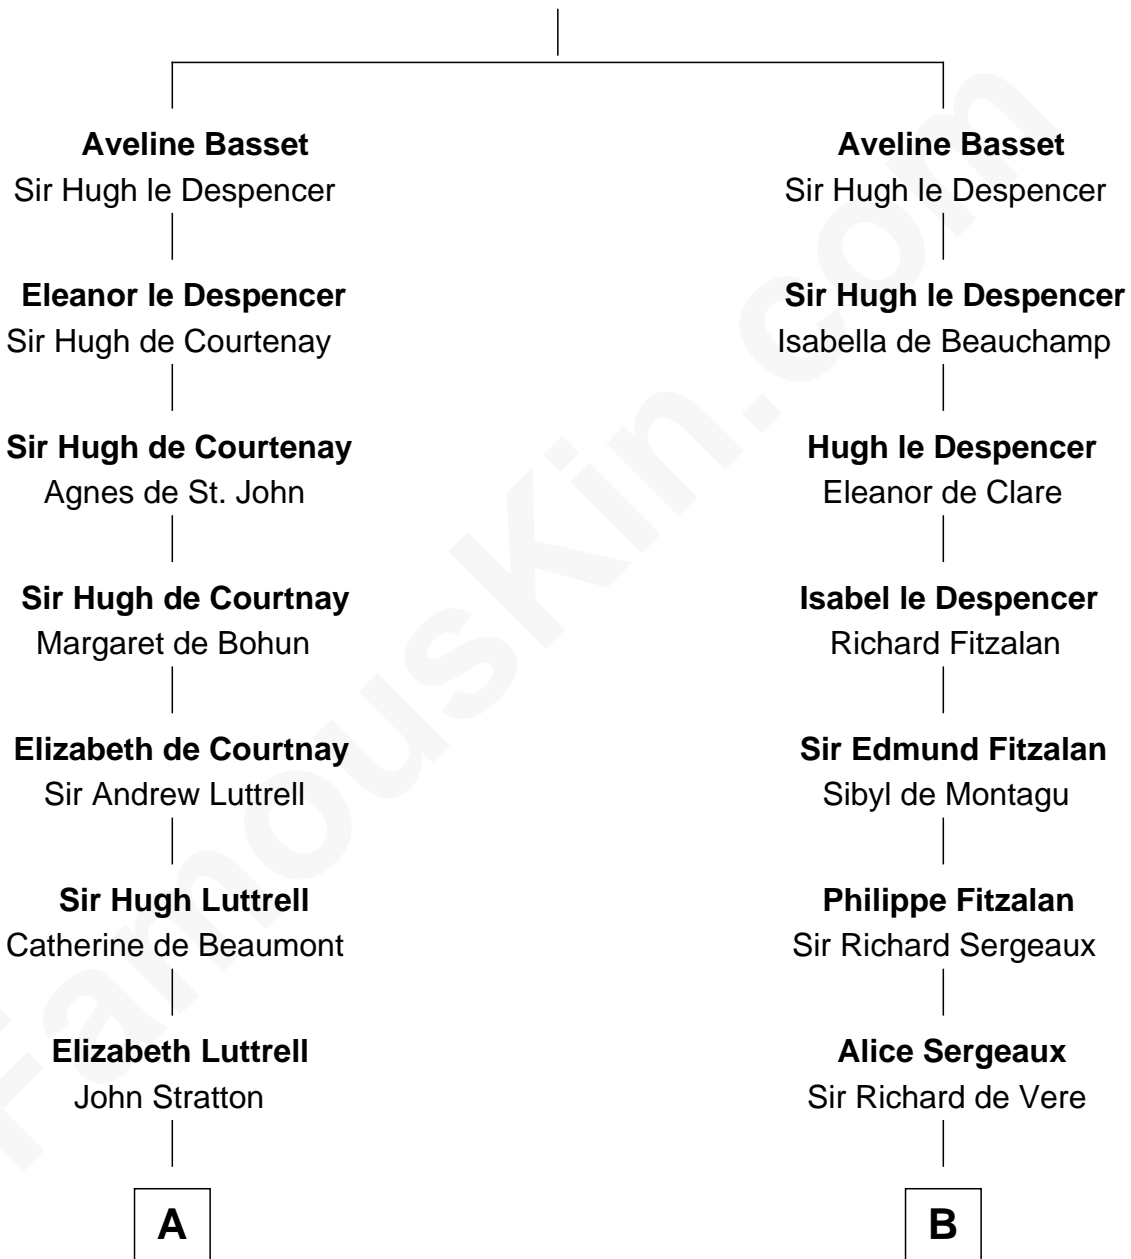 Aveline Basset
Sir Hugh le Despencer
Eleanor le Despencer
Sir Hugh de Courtenay
Sir Hugh de Courtenay
Agnes de St. John
Sir Hugh de Courtnay
Margaret de Bohun
Elizabeth de Courtnay
Sir Andrew Luttrell
Sir Hugh Luttrell
Catherine de Beaumont
Elizabeth Luttrell
John Stratton
A
Aveline Basset
Sir Hugh le Despencer
Sir Hugh le Despencer
Isabella de Beauchamp
Hugh le Despencer
Eleanor de Clare
Isabel le Despencer
Richard Fitzalan
Sir Edmund Fitzalan
Sibyl de Montagu
Philippe Fitzalan
Sir Richard Sergeaux
Alice Sergeaux
Sir Richard de Vere
B
FamousKin.com